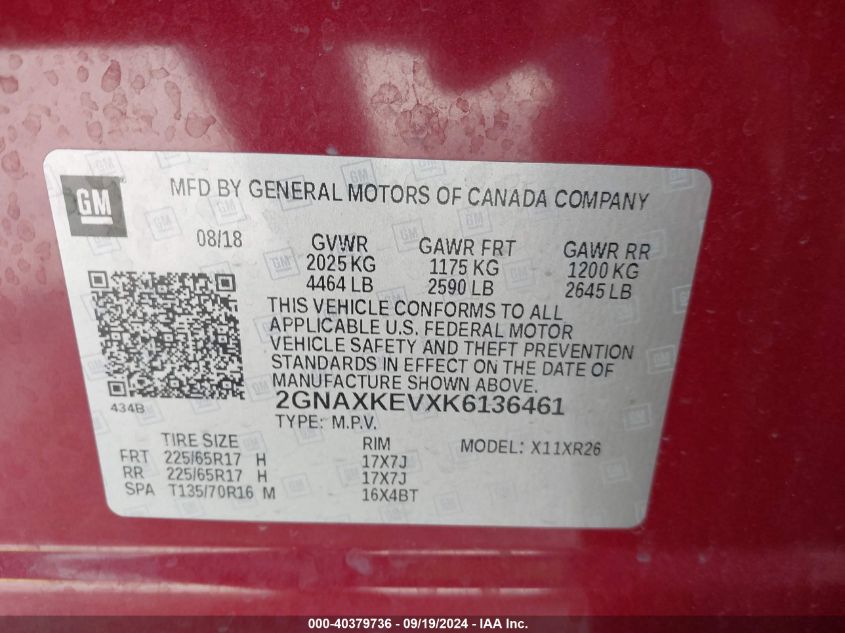 GM
MFD BY GENERAL MOTORS OF CANADA COMPANY
08/18 GVWR GAWR FRT GAWR RR
2025 KG 1175 KG 1200 KG
4464 LB 2590 LB 2645 LB
THIS VEHICLE CONFORMS TO ALL
APPLICABLE U.S. FEDERAL MOTOR
VEHICLE SAFETY AND THEFT PREVENTION
STANDARDS IN EFFECT ON THE DATE OF
MANUFACTURE SHOWN ABOVE.
434B
2GNAXKEVXK6136461
TYPE: M.P.V.
MODEL: X11XR26
TIRE SIZE RIM
FRT 225/65R17 H 17X7J
RR 225/65R17 H 17X7J
SPA T135/70R16 M 16X4BT
000-40379736 - 09/19/2024 - IAA Inc.